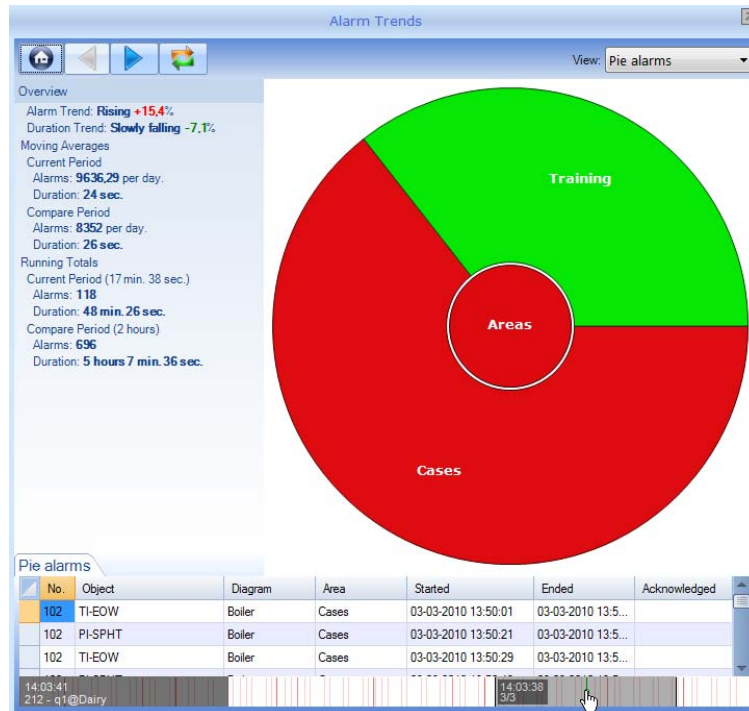 Alarm Trends
View: Pie alarms
Overview
Alarm Trend: Rising +15,4%
Duration Trend: Slowly falling -7,1%
Moving Averages
Current Period
Alarms: 9636,29 per day.
Duration: 24 sec.
Compare Period
Alarms: 8352 per day.
Duration: 26 sec.
Running Totals
Current Period (17 min. 38 sec.)
Alarms: 118
Duration: 48 min. 26 sec.
Compare Period (2 hours)
Alarms: 696
Duration: 5 hours 7 min. 36 sec.
Training
Areas
Cases
Pie alarms
No. Object Diagram Area Started Ended Acknowledged
102 TI-EOW Boiler Cases 03-03-2010 13:50:01 03-03-2010 13:5...
102 PI-SPHT Boiler Cases 03-03-2010 13:50:21 03-03-2010 13:5...
102 TI-EOW Boiler Cases 03-03-2010 13:50:29 03-03-2010 13:5...
14:03:41
212 - q1@Dairy
14:03:38
3/3